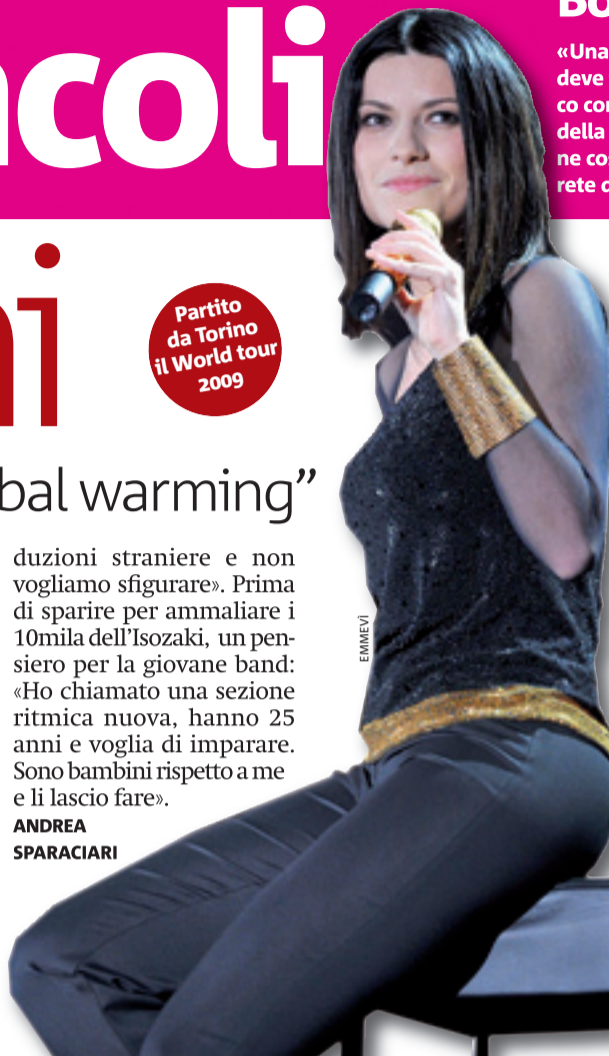 coli
«Una
deve
co con
della
ne co
rete
Partito
da Torino
il World tour
2009
bal warming”
duzioni straniere e non
vogliamo sfigurare». Prima
di sparire per ammaliare i
10mila dell’Isozaki, un pen-
siero per la giovane band:
«Ho chiamato una sezione
ritmica nuova, hanno 25
anni e voglia di imparare.
Sono bambini rispetto a me
e li lascio fare».
ANDREA
SPARACIARI
EMMEVÌ